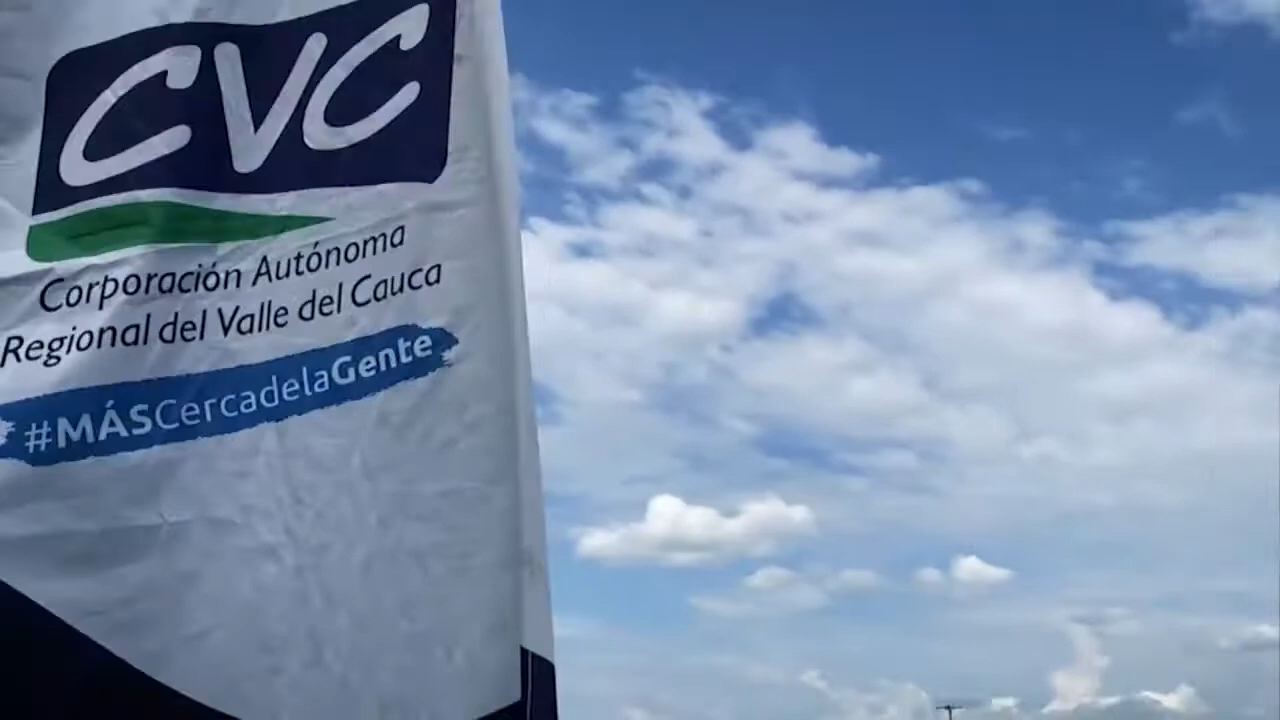 CVC
Corporación Autónoma
Regional del Valle del Cauca
#MÁSCercadelaGente